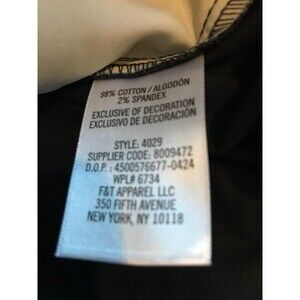 98% COTTON / ALGODÓN
2% SPANDEX
EXCLUSIVE OF DECORATION
EXCLUSIVO DE DECORACIÓN
STYLE: 4029
SUPPLIER CODE: 8009472
D.O.P. : 4500576677-0424
WPL# 6734
F&T APPAREL LLC
350 FIFTH AVENUE
NEW YORK, NY 10118